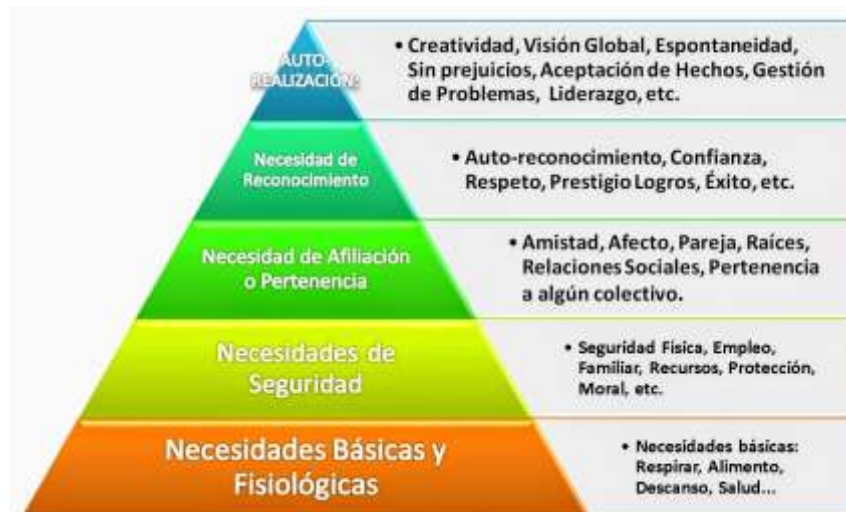 AUTO-
REALIZACIÓN:
• Creatividad, Visión Global, Espontaneidad,
Sin prejuicios, Aceptación de Hechos, Gestión
de Problemas, Liderazgo, etc.
Necesidad de
Reconocimiento
• Auto-reconocimiento, Confianza,
Respeto, Prestigio Logros, Éxito, etc.
Necesidad de Afiliación
o Pertenencia
• Amistad, Afecto, Pareja, Raíces,
Relaciones Sociales, Pertenencia
a algún colectivo.
Necesidades de
Seguridad
• Seguridad Física, Empleo,
Familiar, Recursos, Protección,
Moral, etc.
Necesidades Básicas y
Fisiológicas
• Necesidades básicas:
Respirar, Alimento,
Descanso, Salud...